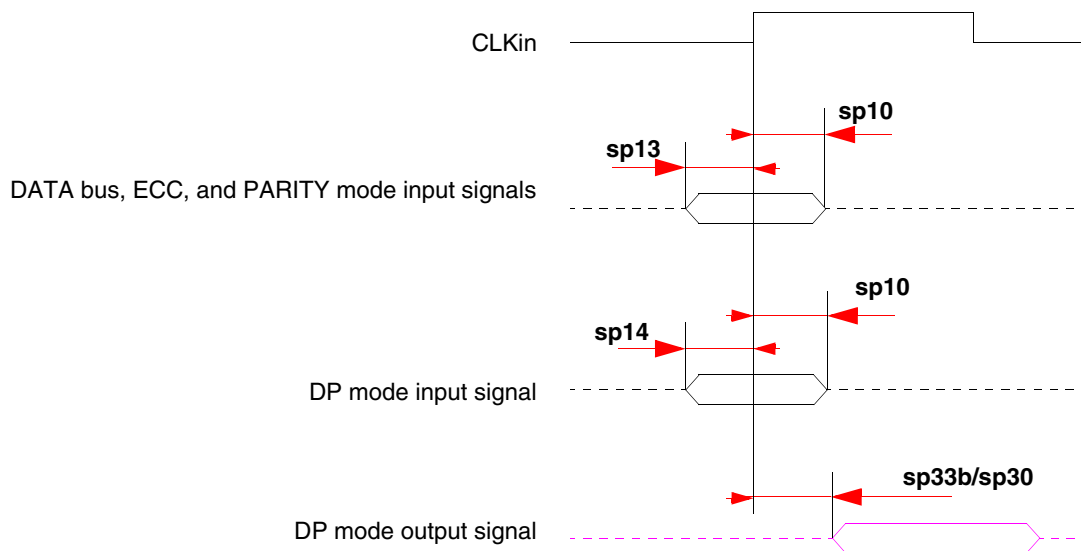 CLKin
sp10
sp13
DATA bus, ECC, and PARITY mode input signals
sp10
sp14
DP mode input signal
sp33b/sp30
DP mode output signal